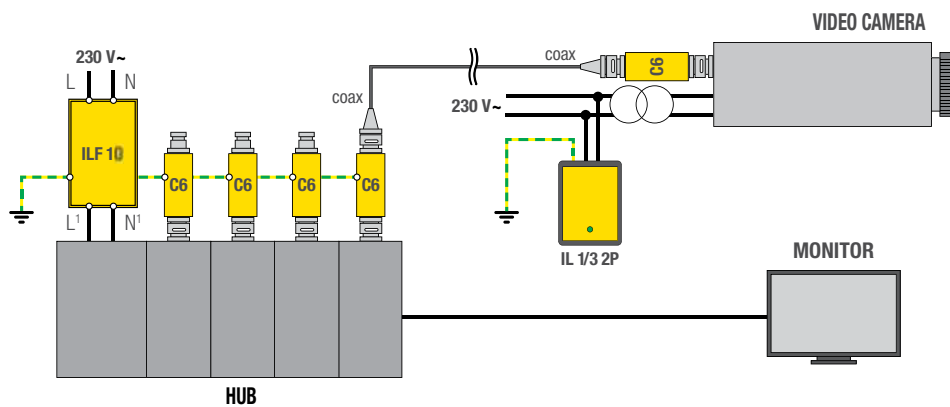 VIDEO CAMERA
230 V~
L N
coax
coax
C6
coax
230 V~
ILF 10
C6
C6
C6
C6
L¹ N¹
IL 1/3 2P
MONITOR
HUB